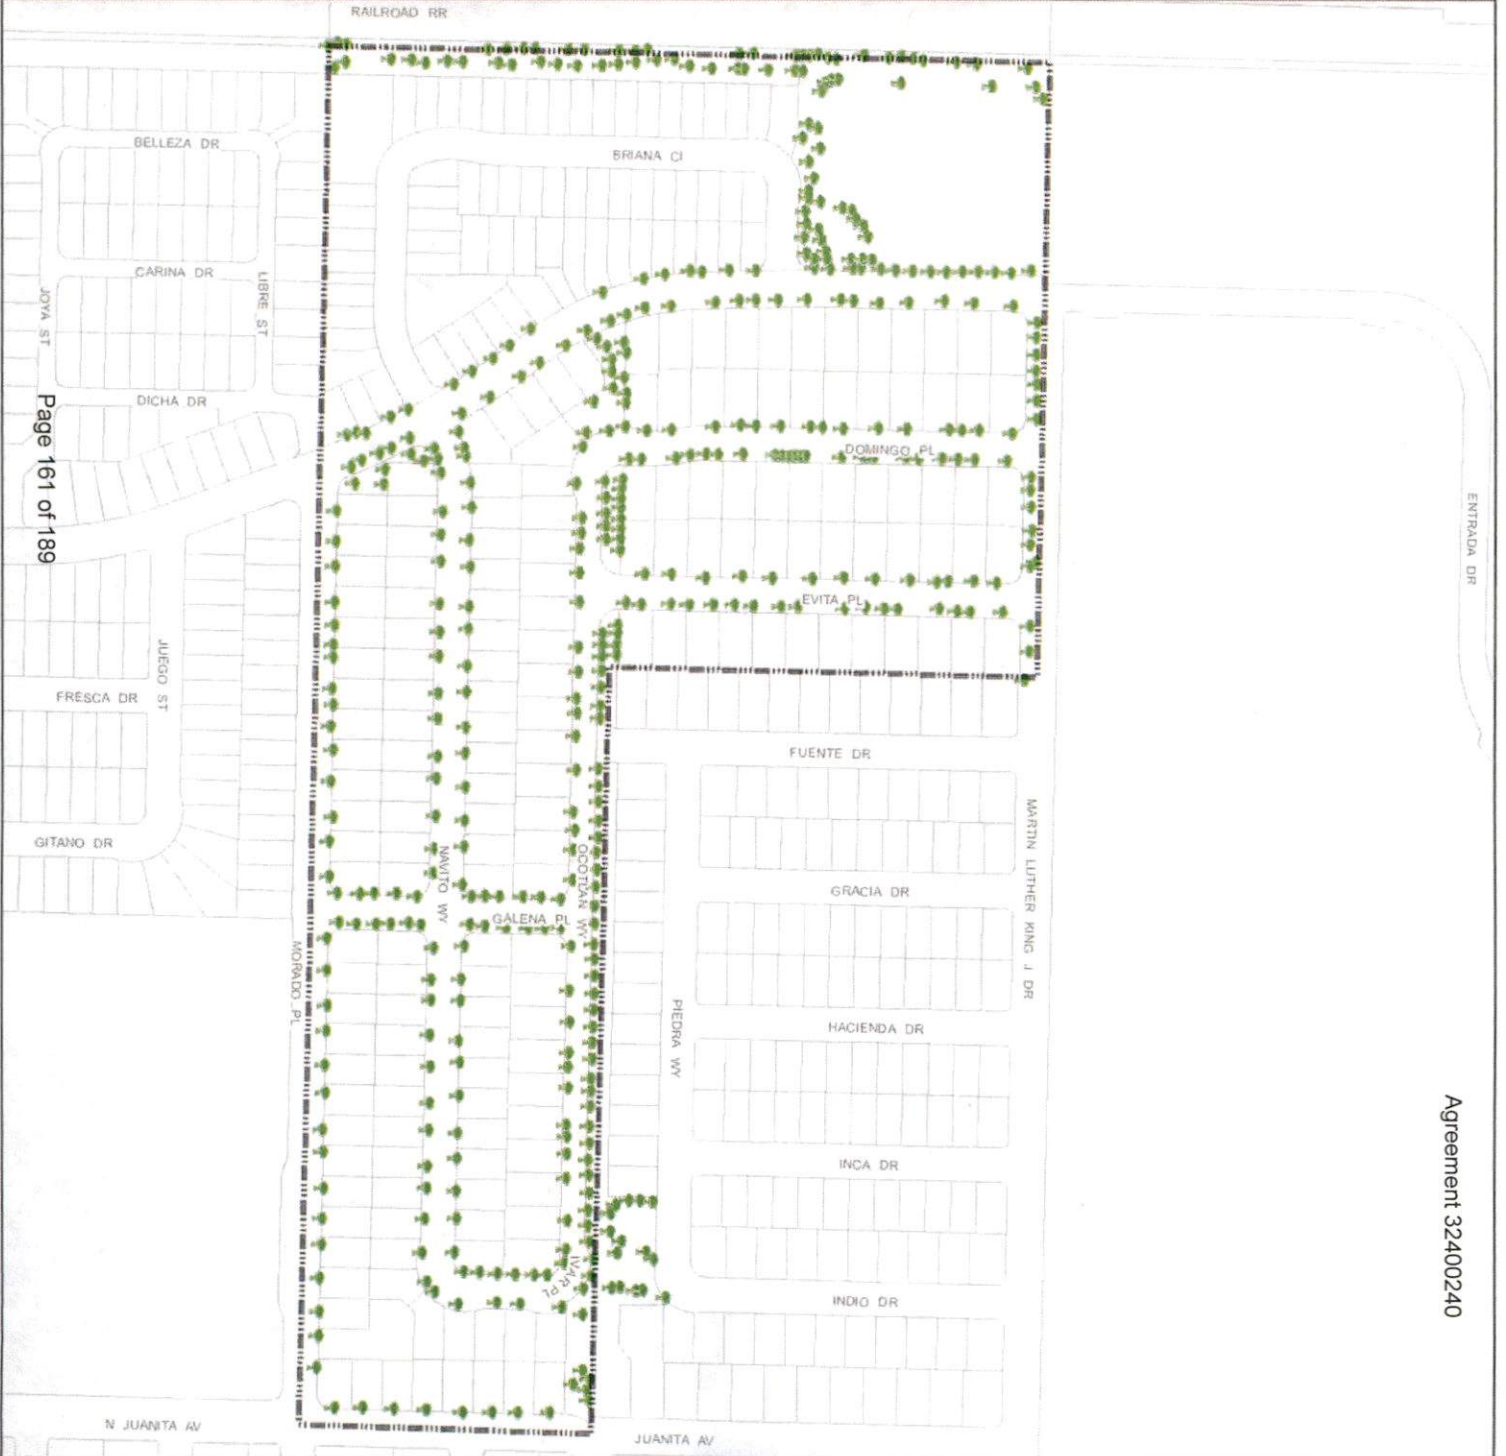 RAILROAD RR
BELLEZA DR
BRIANA CI
CARINA DR
LIBRE ST
JOYA ST
DICHA DR
Page 161 of 189
DOMINGO PL
ENTRADA DR
EVITA PL
JUEGO ST
FRESCA DR
FUENTE DR
GITANO DR
NAVITO WY
OCOTLAN WY
MARTIN LUTHER KING J DR
GRACIA DR
GALENA PL
MORADO PL
PIEDRA WY
HACIENDA DR
Agreement 32400240
INCA DR
IVAR PL
INDIO DR
N JUANITA AV
JUANITA AV